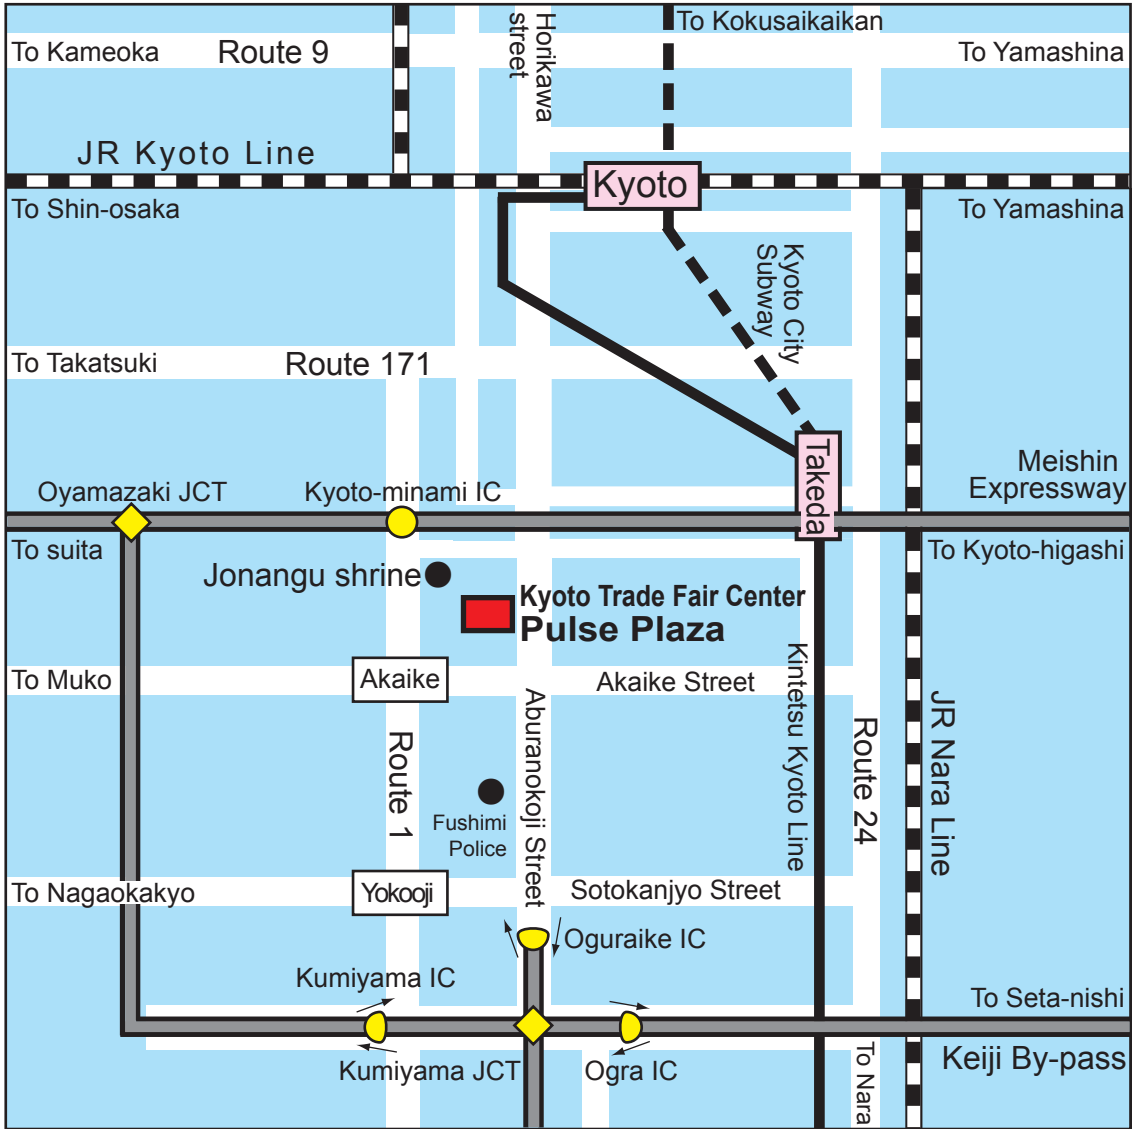 To Kokusaikaikan
Horikawa
street
To Kameoka
Route 9
To Yamashina
JR Kyoto Line
Kyoto
To Shin-osaka
To Yamashina
Kyoto City
Subway
To Takatsuki
Route 171
Takeda
Meishin
Expressway
Oyamazaki JCT
Kyoto-minami IC
To suita
To Kyoto-higashi
Jonangu shrine
Kyoto Trade Fair Center
Pulse Plaza
To Muko
Akaike
Akaike Street
Kintetsu Kyoto Line
Aburanokoji Street
JR Nara Line
Route 1
Route 24
Fushimi
Police
To Nagaokakyo
Yokooji
Sotokanjyo Street
Oguraike IC
Kumiyama IC
To Seta-nishi
Kumiyama JCT
Ogra IC
To Nara
Keiji By-pass